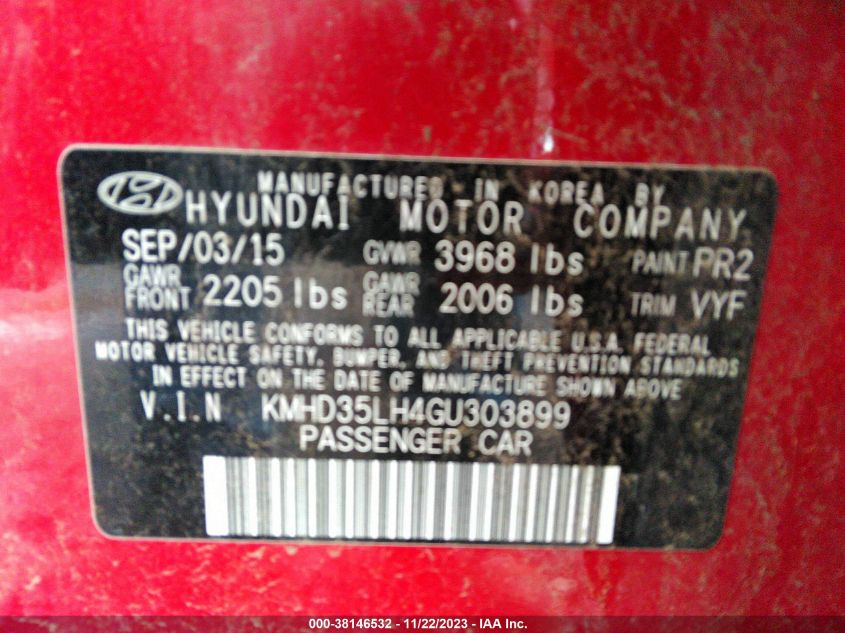 MANUFACTURED IN KOREA BY
HYUNDAI MOTOR COMPANY
SEP/03/15 GVWR 3968 lbs PAINT PR2
GAWR FRONT 2205 lbs GAWR REAR 2006 lbs TRIM VYF
THIS VEHICLE CONFORMS TO ALL APPLICABLE U.S.A. FEDERAL
MOTOR VEHICLE SAFETY, BUMPER, AND THEFT PREVENTION STANDARDS
IN EFFECT ON THE DATE OF MANUFACTURE SHOWN ABOVE
V.I.N KMHD35LH4GU303899
PASSENGER CAR
000-38146532 - 11/22/2023 - IAA Inc.